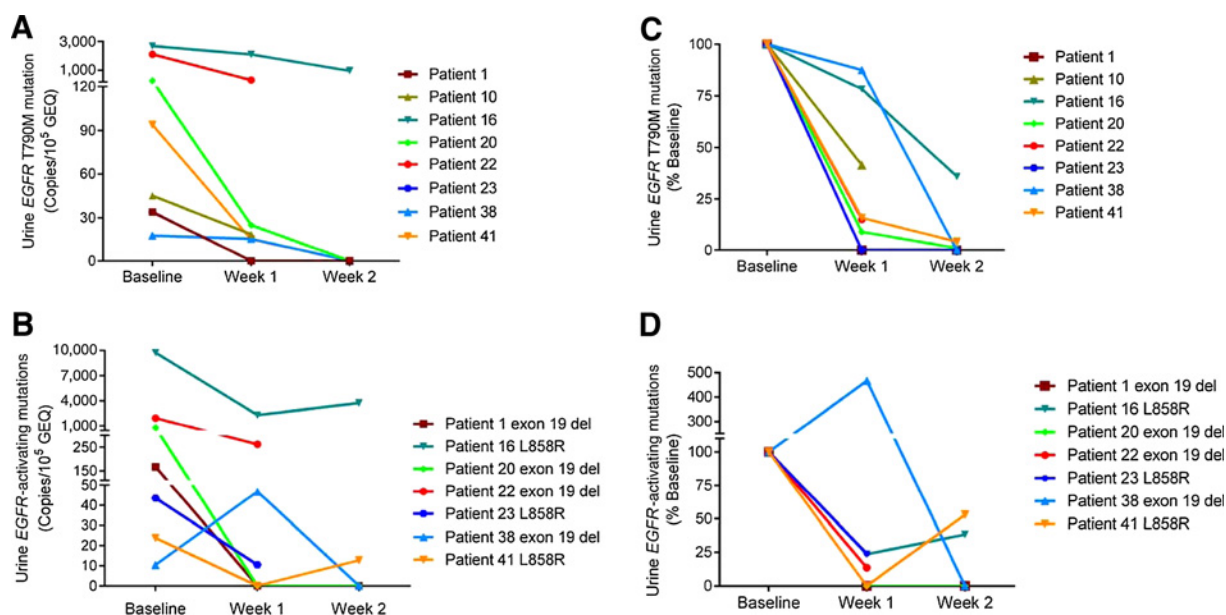 A
Urine EGFR T790M mutation
(Copies/10⁵ GEQ)
3,000
1,000
120
90
60
30
0
Baseline
Week 1
Week 2
Patient 1
Patient 10
Patient 16
Patient 20
Patient 22
Patient 23
Patient 38
Patient 41
C
Urine EGFR T790M mutation
(% Baseline)
100
75
50
25
0
Baseline
Week 1
Week 2
Patient 1
Patient 10
Patient 16
Patient 20
Patient 22
Patient 23
Patient 38
Patient 41
B
Urine EGFR-activating mutations
(Copies/10⁵ GEQ)
10,000
7,000
4,000
1,000
250
150
50
40
30
20
10
0
Baseline
Week 1
Week 2
Patient 1 exon 19 del
Patient 16 L858R
Patient 20 exon 19 del
Patient 22 exon 19 del
Patient 23 L858R
Patient 38 exon 19 del
Patient 41 L858R
D
Urine EGFR-activating mutations
(% Baseline)
500
400
300
200
100
75
50
25
0
Baseline
Week 1
Week 2
Patient 1 exon 19 del
Patient 16 L858R
Patient 20 exon 19 del
Patient 22 exon 19 del
Patient 23 L858R
Patient 38 exon 19 del
Patient 41 L858R